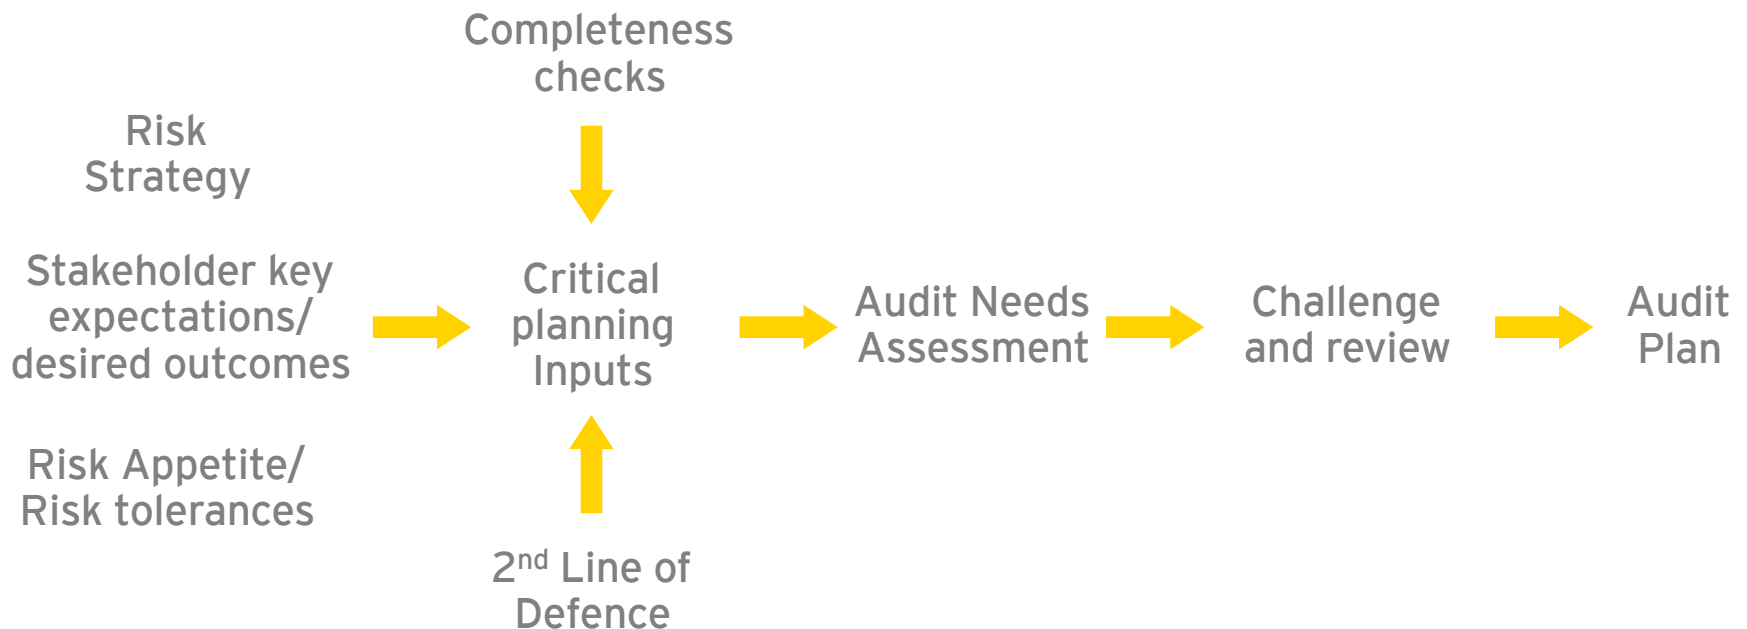 Completeness
checks
Risk
Strategy
Stakeholder key
expectations/
desired outcomes
Critical
planning
Inputs
Audit Needs
Assessment
Challenge
and review
Audit
Plan
Risk Appetite/
Risk tolerances
2nd Line of
Defence